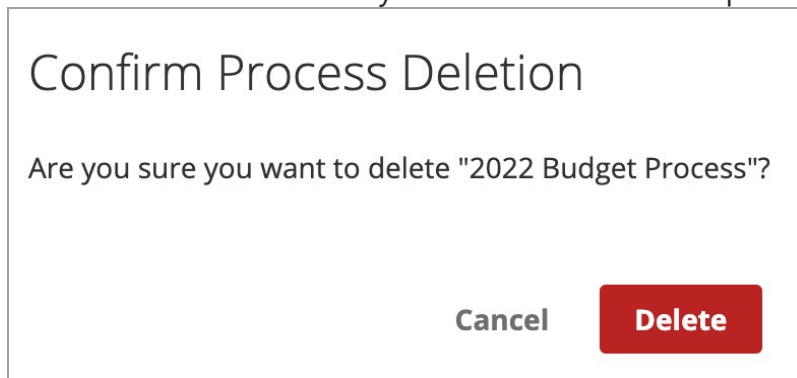 Confirm Process Deletion
Are you sure you want to delete "2022 Budget Process"?
Cancel
Delete